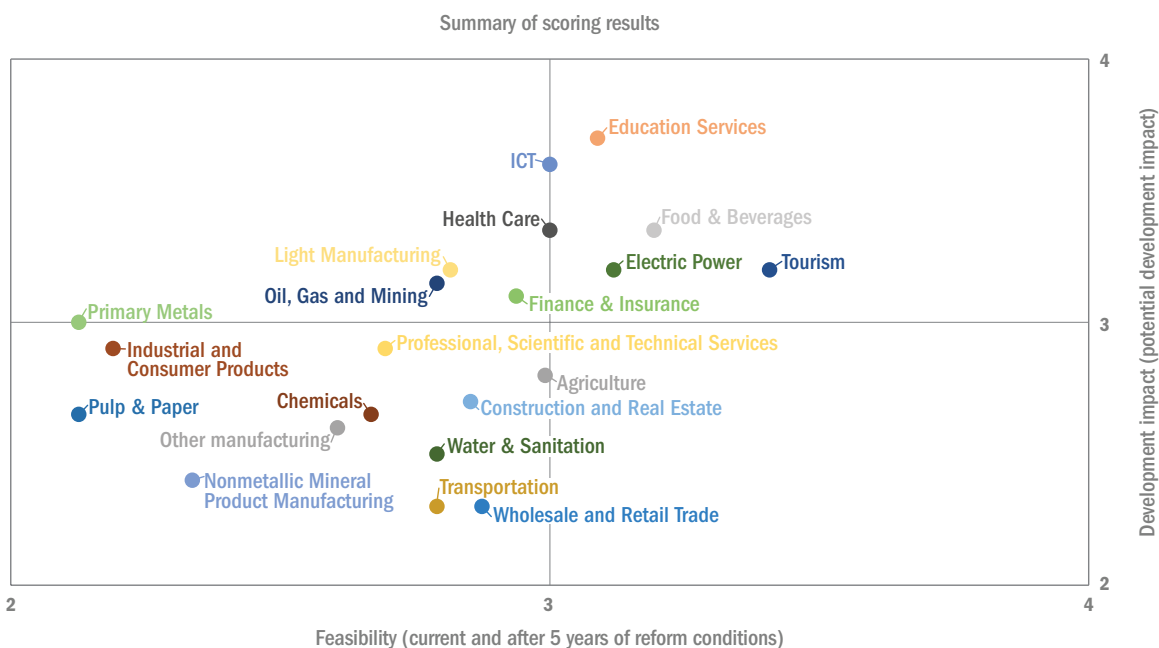 Summary of scoring results
4
Education Services
ICT
Health Care
Food & Beverages
Light Manufacturing
Electric Power
Tourism
Oil, Gas and Mining
Finance & Insurance
Primary Metals
3
Professional, Scientific and Technical Services
Industrial and
Consumer Products
Agriculture
Pulp & Paper
Chemicals
Construction and Real Estate
Other manufacturing
Water & Sanitation
Nonmetallic Mineral
Product Manufacturing
Transportation
Wholesale and Retail Trade
2
2
3
4
Feasibility (current and after 5 years of reform conditions)
Development impact (potential development impact)